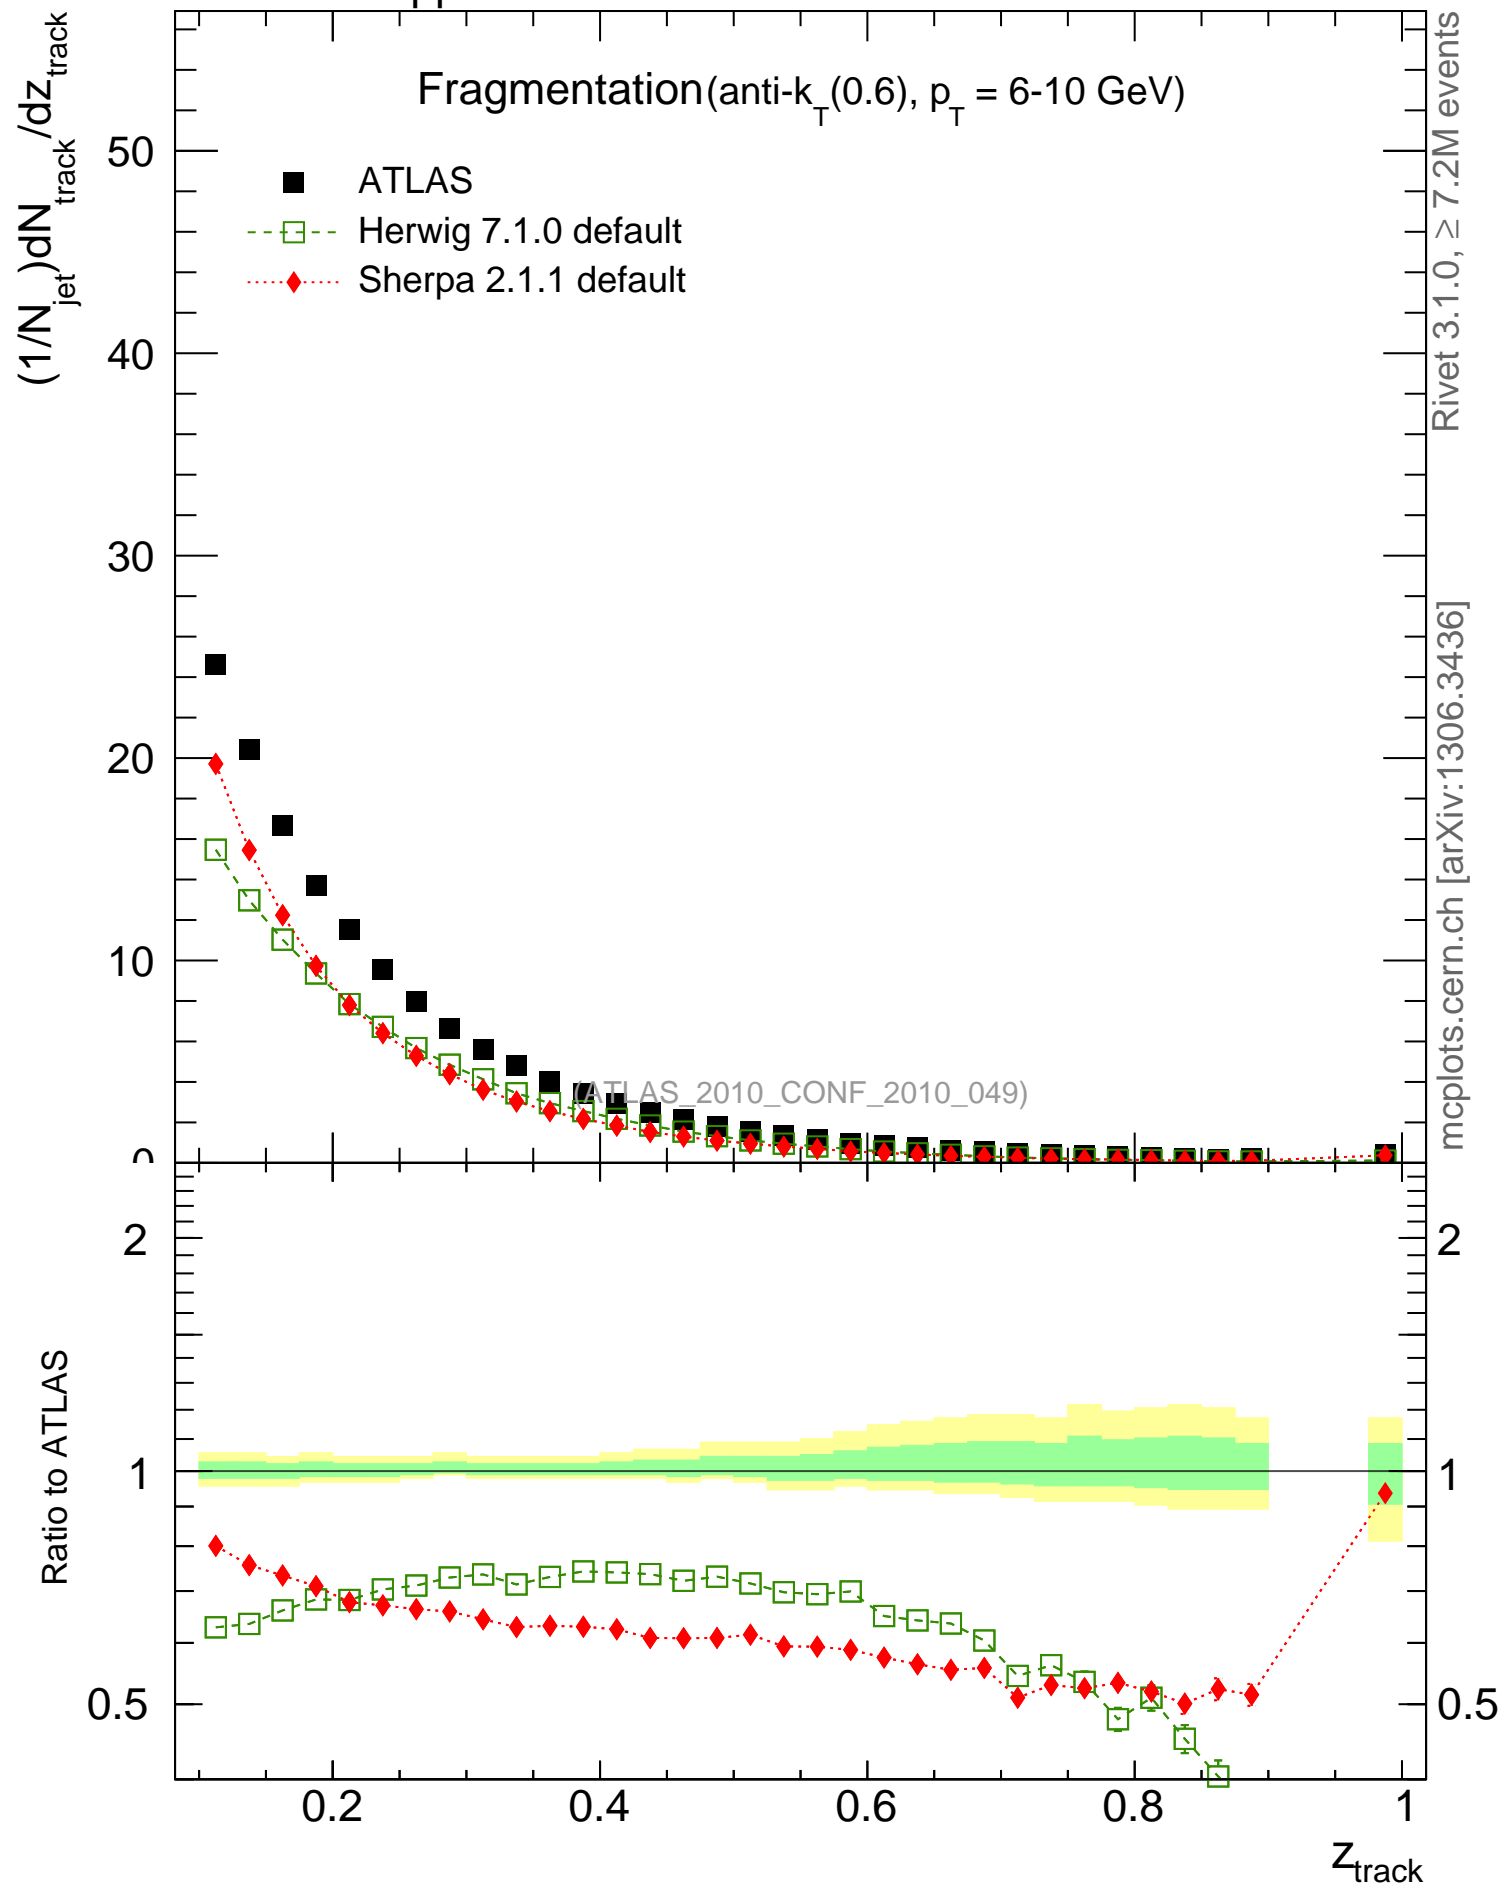 pp
(1/Njet)dNtrack/dztrack
Fragmentation (anti-kT(0.6), pT = 6-10 GeV)
ATLAS
Herwig 7.1.0 default
Sherpa 2.1.1 default
50
40
30
20
10
0
(ATLAS_2010_CONF_2010_049)
Rivet 3.1.0, ≥ 7.2M events
mcplots.cern.ch [arXiv:1306.3436]
Ratio to ATLAS
2
1
0.5
2
1
0.5
0.2 0.4 0.6 0.8 1
ztrack